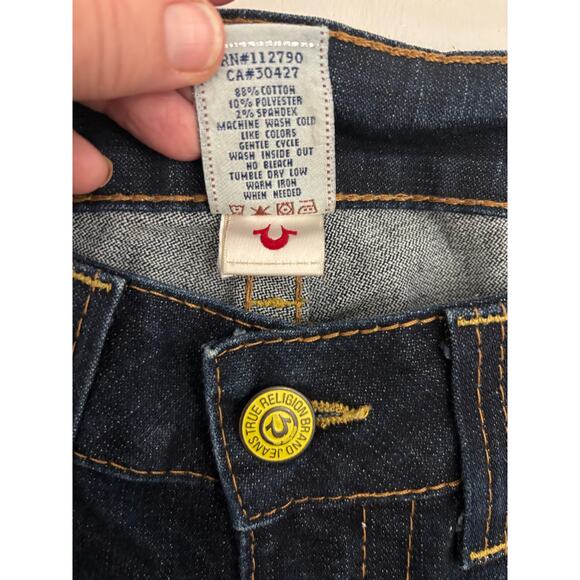 RN#112790
CA#30427
88% COTTON
10% POLYESTER
2% SPANDEX
MACHINE WASH COLD
LIKE COLORS
GENTLE CYCLE
WASH INSIDE OUT
NO BLEACH
TUMBLE DRY LOW
WARM IRON
WHEN NEEDED
TRUE RELIGION BRAND JEANS